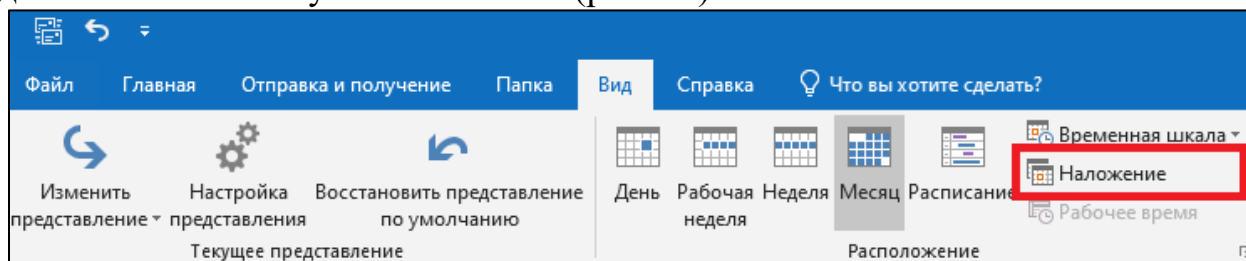 Файл Главная Отправка и получение Папка Вид Справка Что вы хотите сделать?
Изменить представление
Настройка представления
Восстановить представление по умолчанию
Текущее представление
День
Рабочая неделя
Неделя
Месяц
Расписание
Временная шкала
Наложение
Рабочее время
Расположение